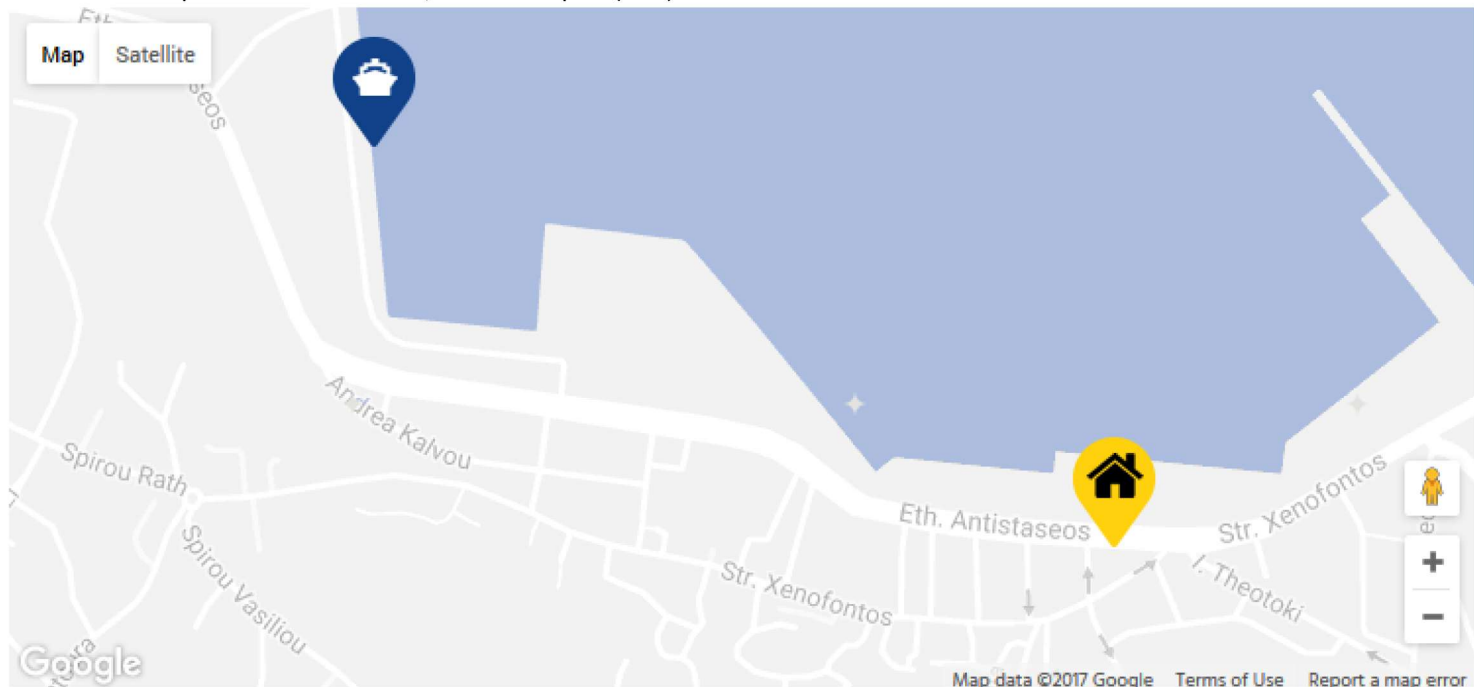 Map Satellite
Andrea Kalvou
Spirou Rath
Spirou Vasiliou
Str. Xenofontos
Eth. Antistaseos
Str. Xenofontos
I. Theotoki
Google
Map data ©2017 Google Terms of Use Report a map error